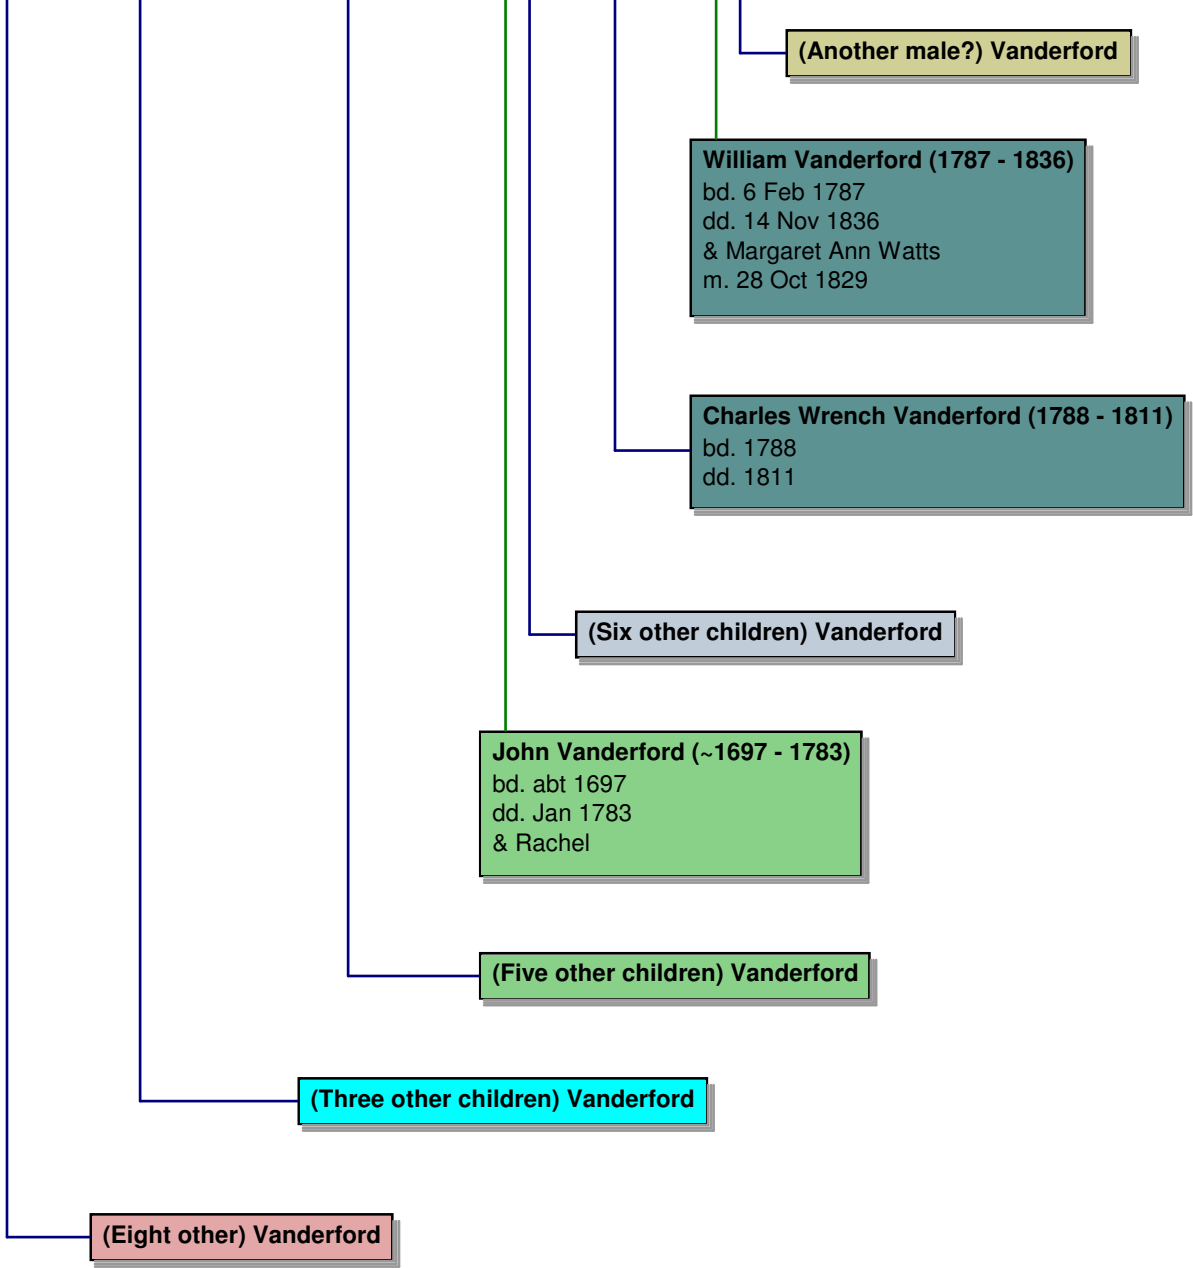 (Another male?) Vanderford
William Vanderford (1787 - 1836)
bd. 6 Feb 1787
dd. 14 Nov 1836
& Margaret Ann Watts
m. 28 Oct 1829
Charles Wrench Vanderford (1788 - 1811)
bd. 1788
dd. 1811
(Six other children) Vanderford
John Vanderford (~1697 - 1783)
bd. abt 1697
dd. Jan 1783
& Rachel
(Five other children) Vanderford
(Three other children) Vanderford
(Eight other) Vanderford